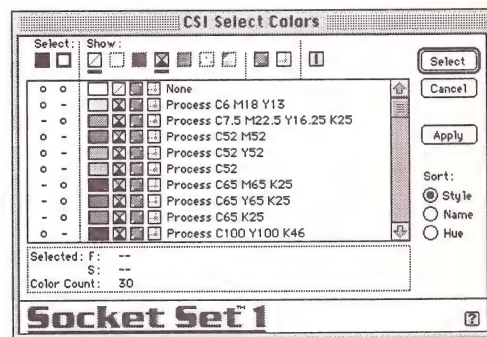 CSI Select Colors
Select: Show:
Select
Cancel
Apply
None
Process C6 M18 Y13
Process C7.5 M22.5 Y16.25 K25
Process C52 M52
Process C52 Y52
Process C52
Process C65 M65 K25
Process C65 Y65 K25
Process C65 K25
Process C100 Y100 K46
Sort:
Style
Name
Hue
Selected: F: --
S: --
Color Count: 30
Socket Set™ 1
?